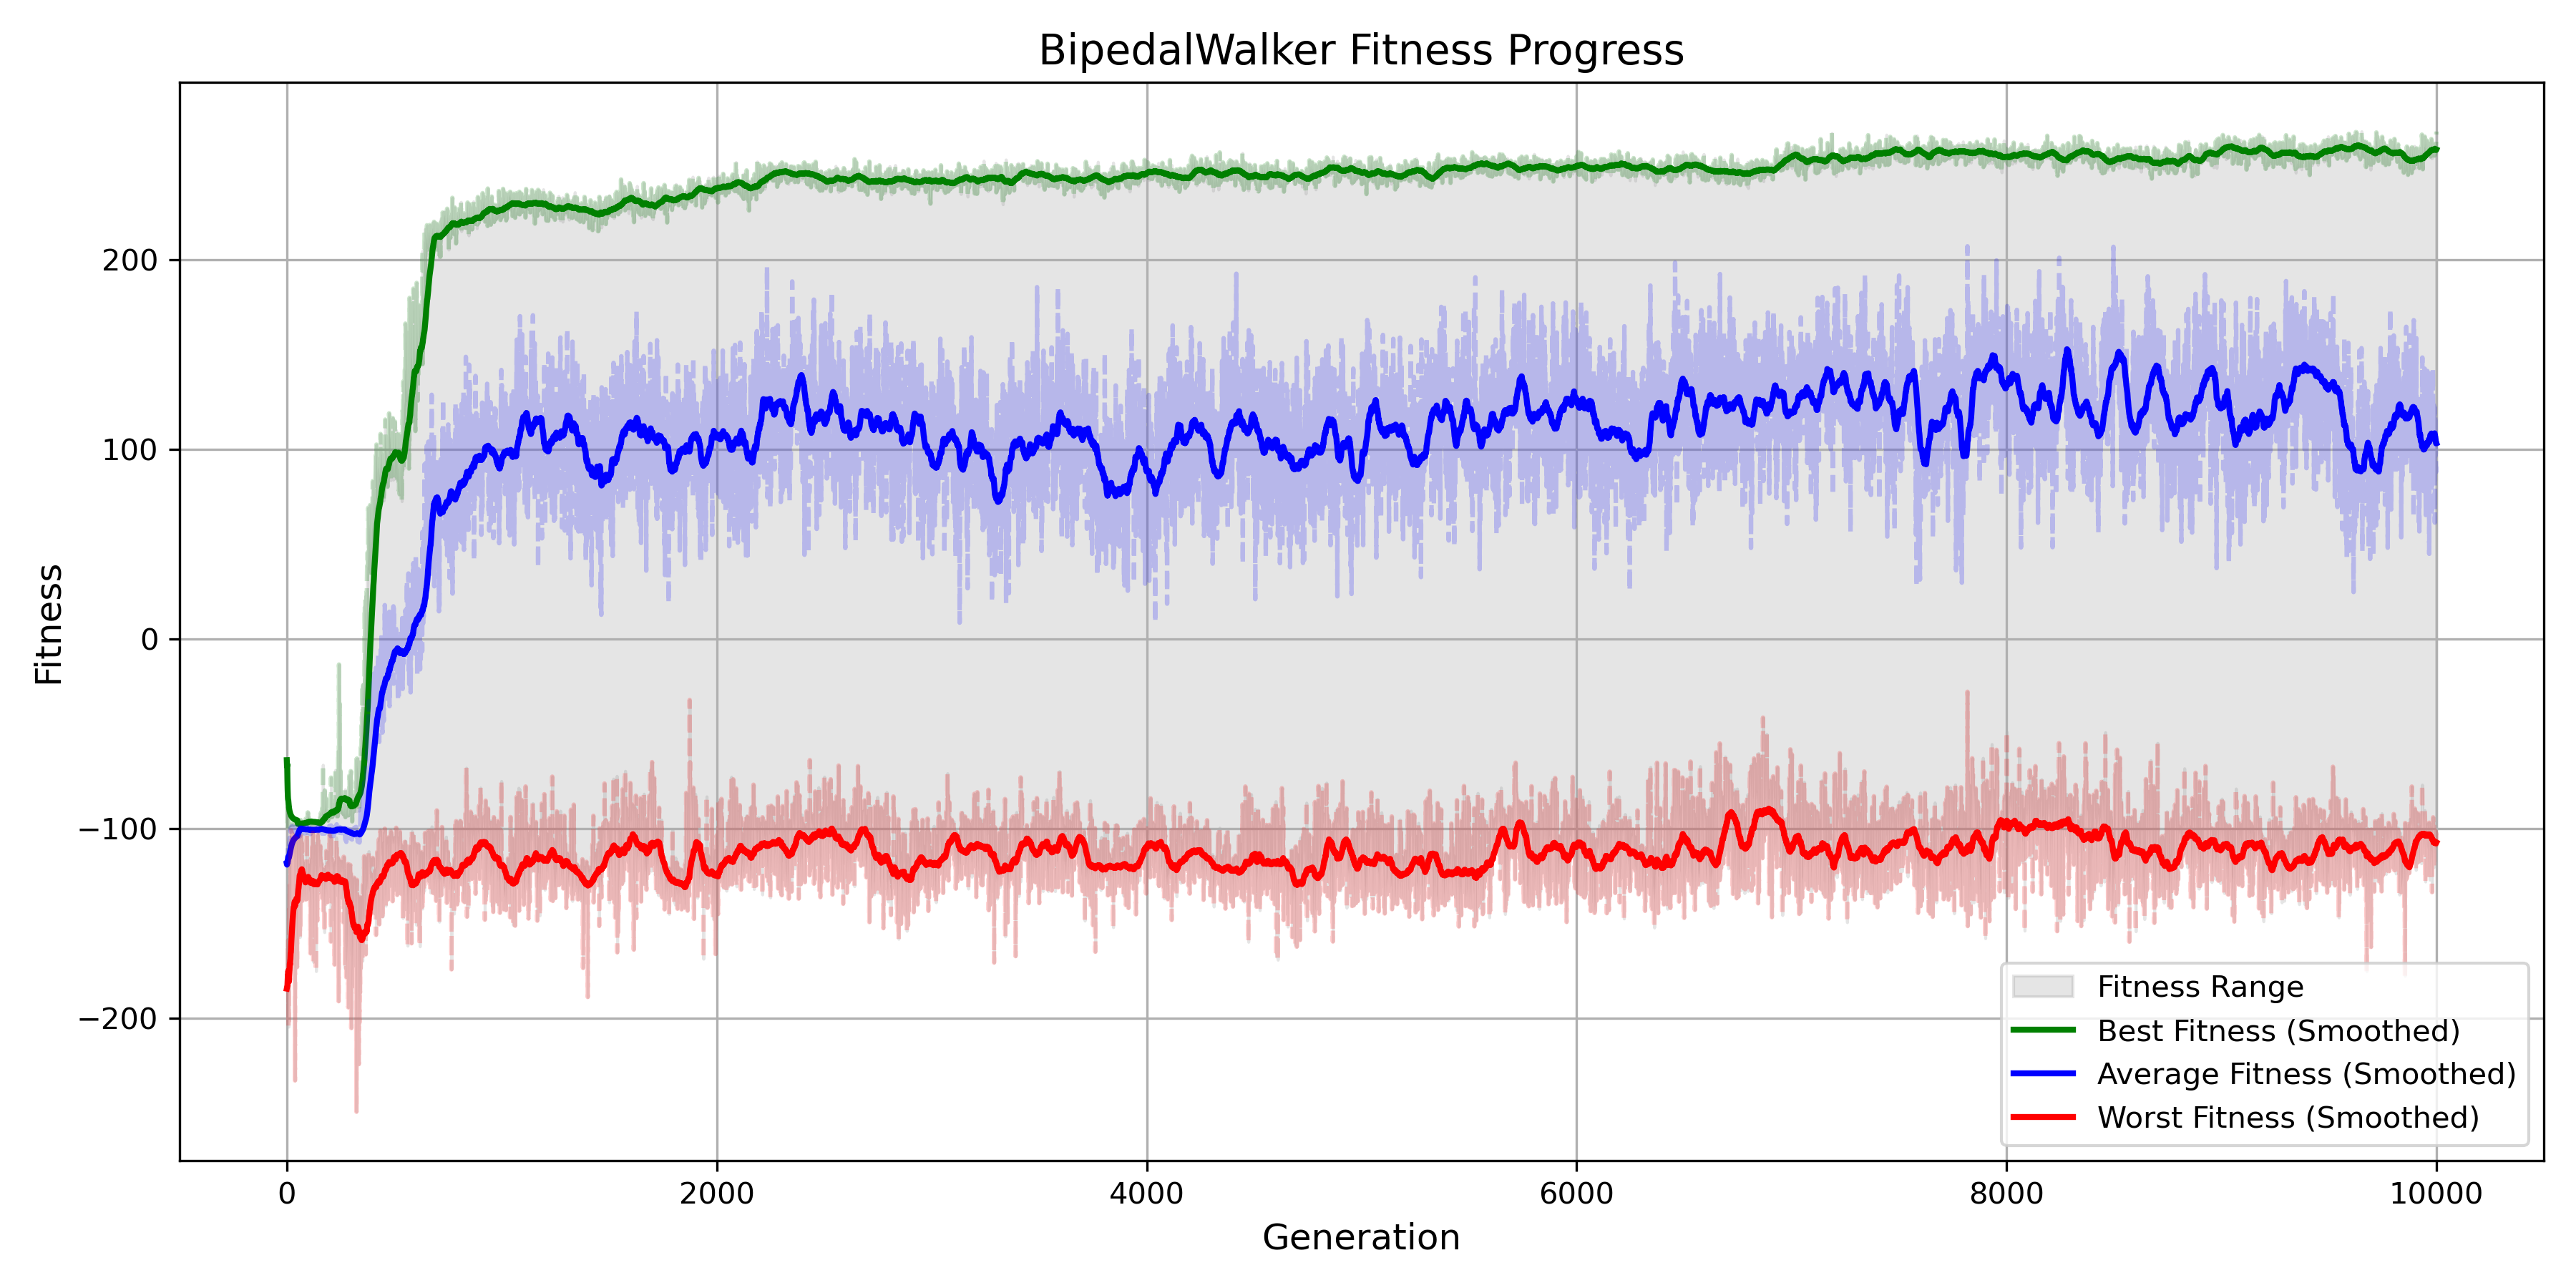 BipedalWalker Fitness Progress
Fitness
200
100
0
−100
−200
0 2000 4000 6000 8000 10000
Generation
Fitness Range
Best Fitness (Smoothed)
Average Fitness (Smoothed)
Worst Fitness (Smoothed)